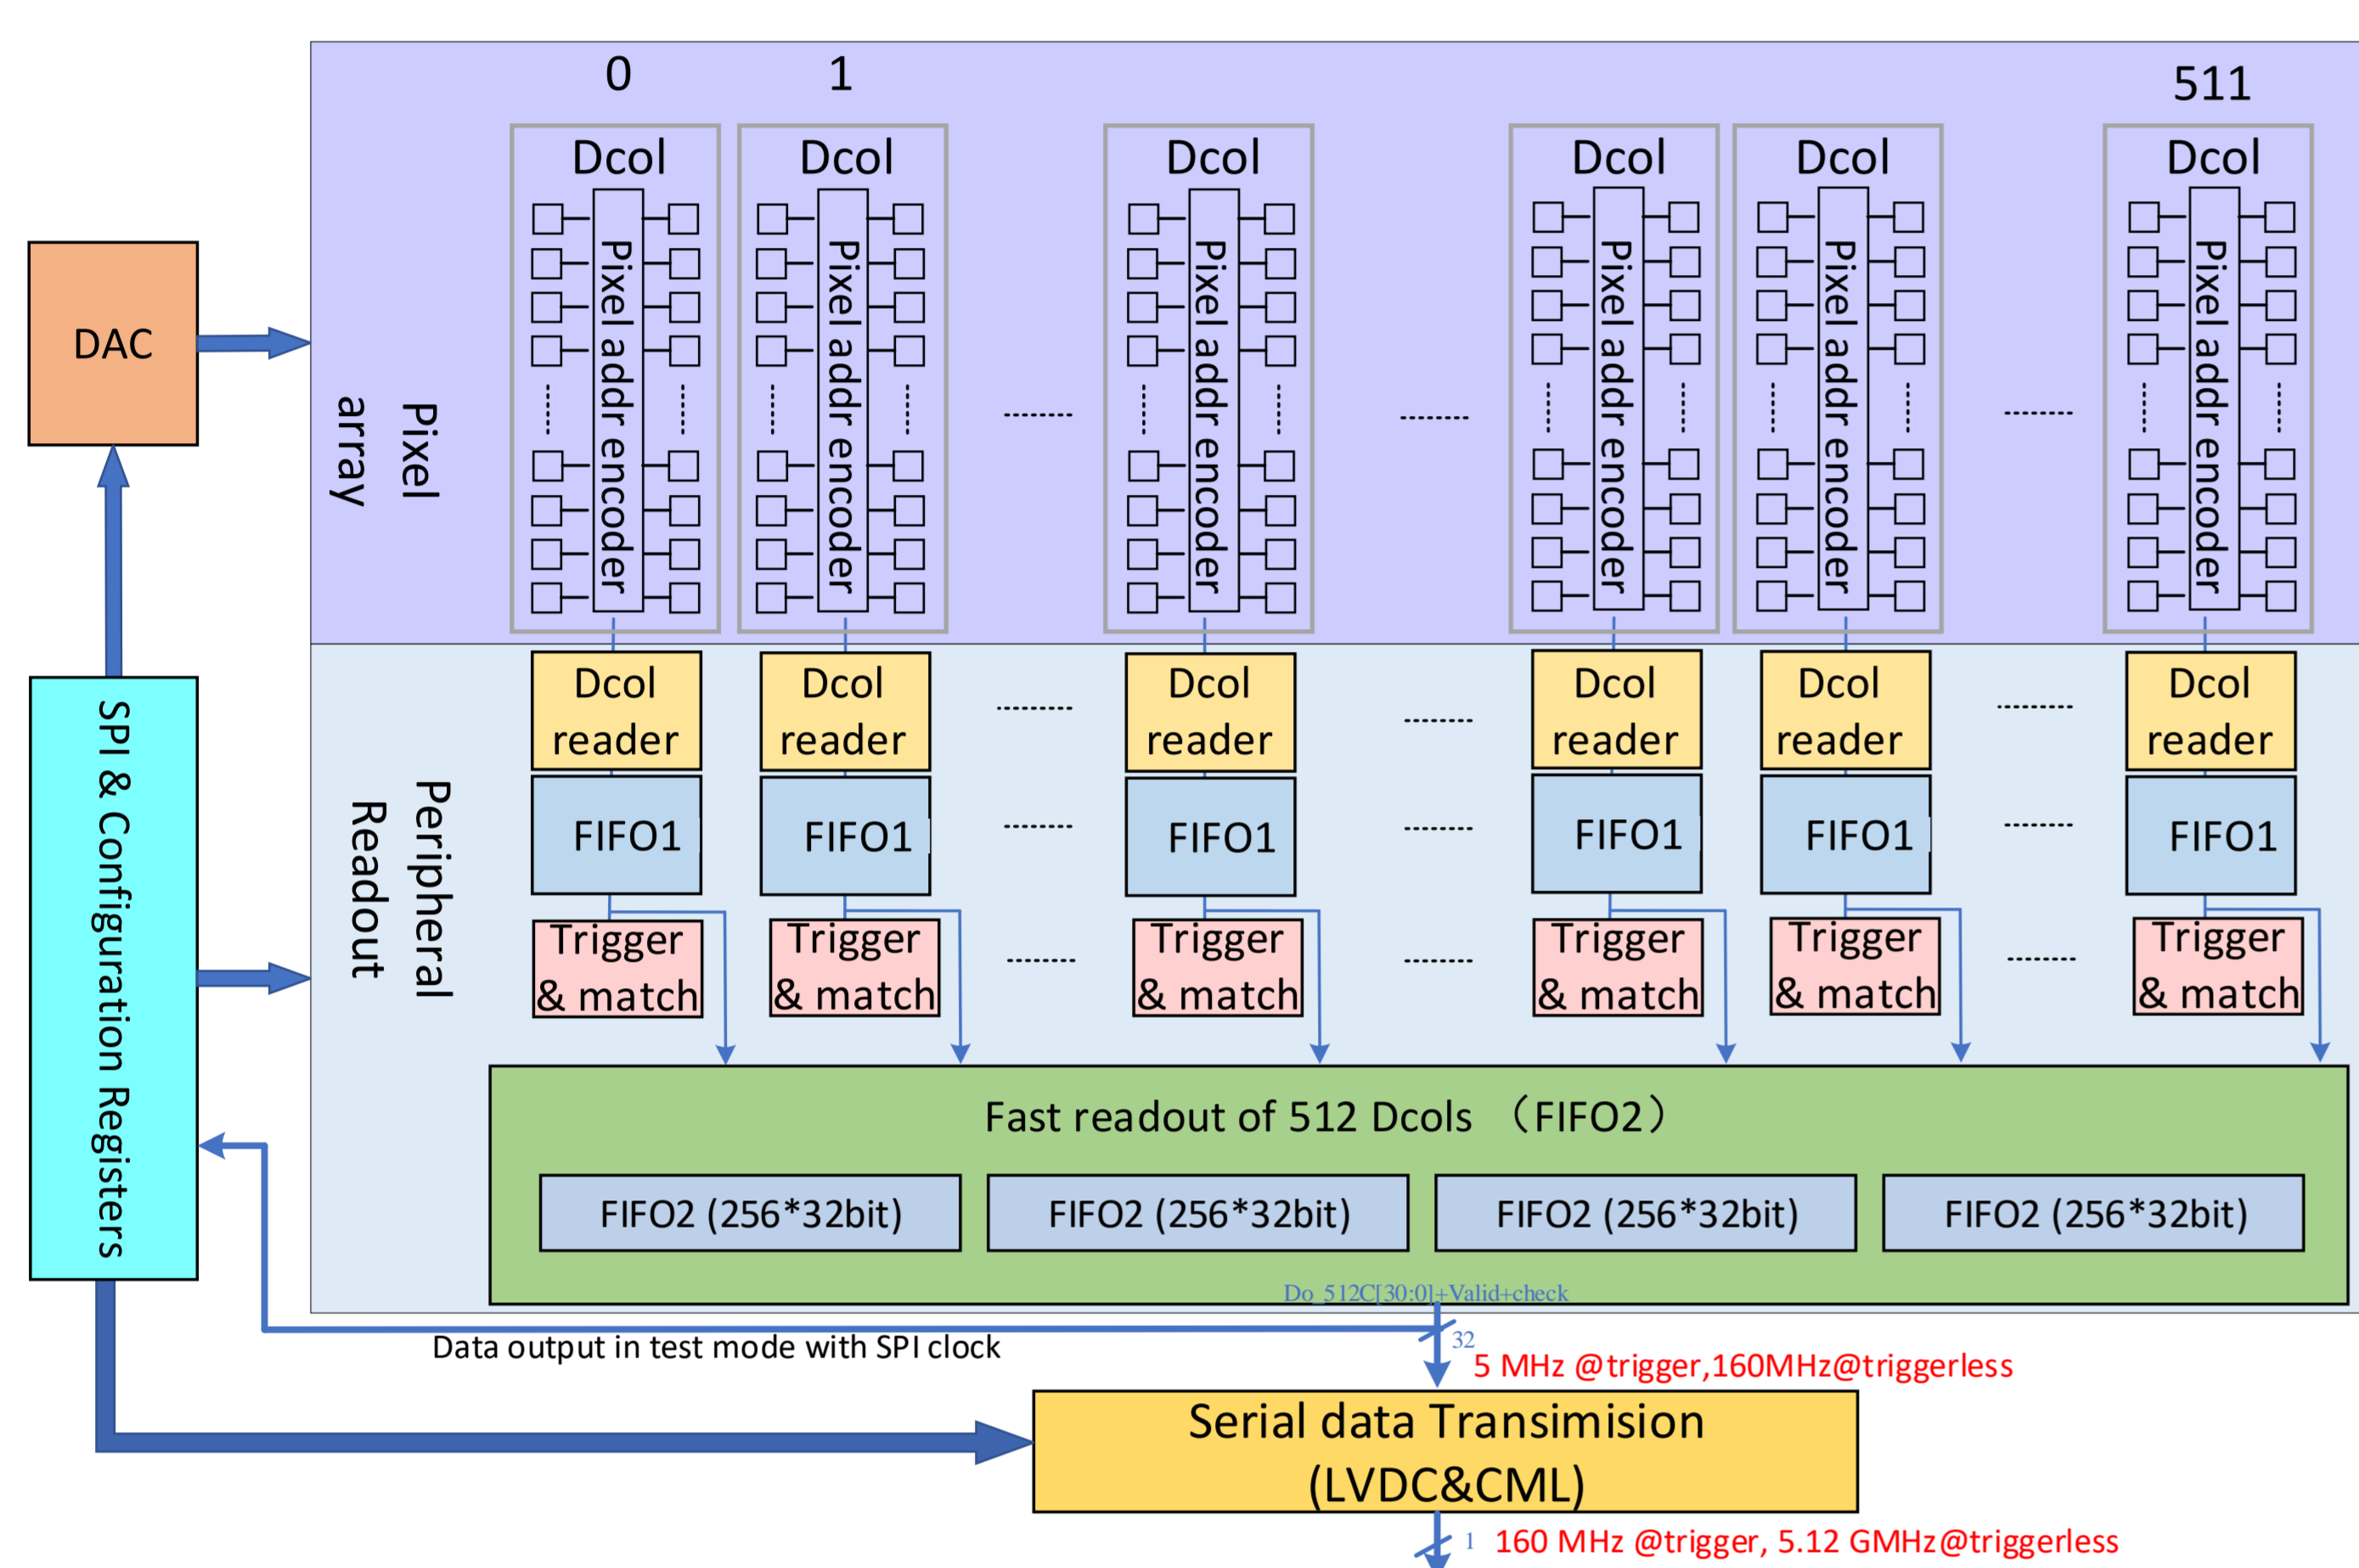 0
1
511
Dcol
Dcol
Dcol
Dcol
Dcol
Dcol
Pixel addr encoder
Pixel addr encoder
Pixel addr encoder
Pixel addr encoder
Pixel addr encoder
Pixel addr encoder
DAC
Pixel
array
SPI & Configuration Registers
Peripheral
Readout
Dcol
reader
Dcol
reader
Dcol
reader
Dcol
reader
Dcol
reader
Dcol
reader
FIFO1
FIFO1
FIFO1
FIFO1
FIFO1
FIFO1
Trigger
& match
Trigger
& match
Trigger
& match
Trigger
& match
Trigger
& match
Trigger
& match
Fast readout of 512 Dcols （FIFO2）
FIFO2 (256*32bit)
FIFO2 (256*32bit)
FIFO2 (256*32bit)
FIFO2 (256*32bit)
Do_512C[30:0]+Valid+check
32
Data output in test mode with SPI clock
5 MHz @trigger,160MHz@triggerless
Serial data Transimision
(LVDC&CML)
1
160 MHz @trigger, 5.12 GMHz@triggerless